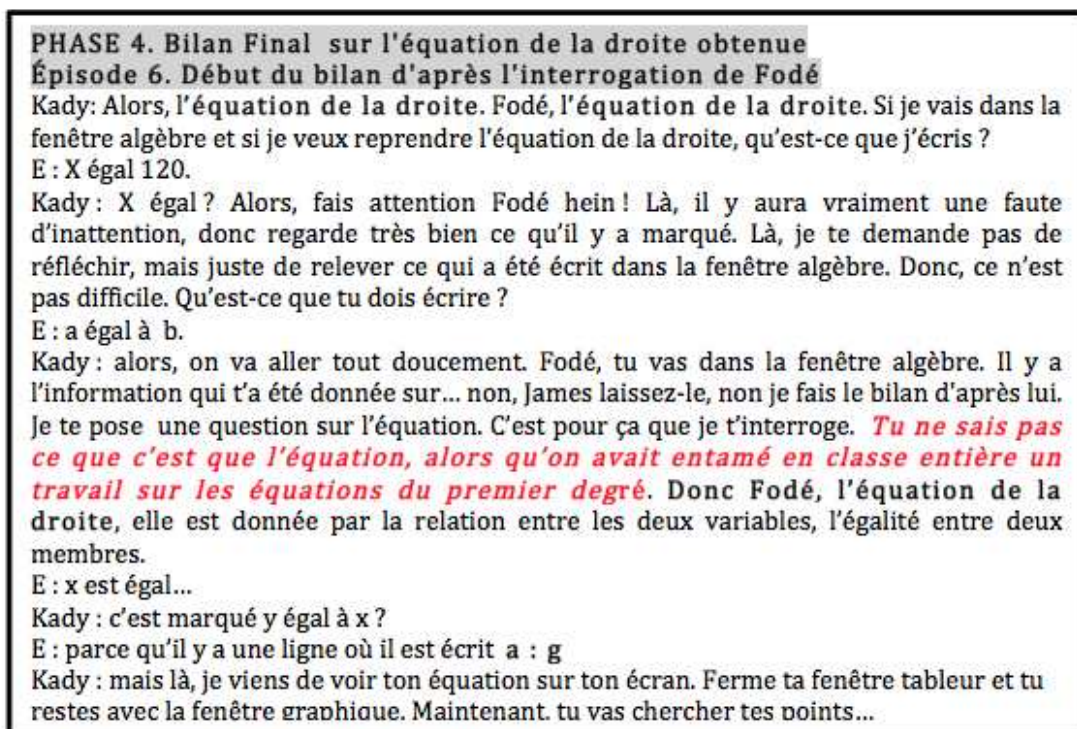 PHASE 4. Bilan Final sur l'équation de la droite obtenue
Épisode 6. Début du bilan d'après l'interrogation de Fodé
Kady: Alors, l'équation de la droite. Fodé, l'équation de la droite. Si je vais dans la
fenêtre algèbre et si je veux reprendre l'équation de la droite, qu'est-ce que j'écris ?
E : X égal 120.
Kady : X égal ? Alors, fais attention Fodé hein ! Là, il y aura vraiment une faute
d'inattention, donc regarde très bien ce qu'il y a marqué. Là, je te demande pas de
réfléchir, mais juste de relever ce qui a été écrit dans la fenêtre algèbre. Donc, ce n'est
pas difficile. Qu'est-ce que tu dois écrire ?
E : a égal à b.
Kady : alors, on va aller tout doucement. Fodé, tu vas dans la fenêtre algèbre. Il y a
l'information qui t'a été donnée sur... non, James laissez-le, non je fais le bilan d'après lui.
Je te pose une question sur l'équation. C'est pour ça que je t'interroge. Tu ne sais pas
ce que c'est que l'équation, alors qu'on avait entamé en classe entière un
travail sur les équations du premier degré. Donc Fodé, l'équation de la
droite, elle est donnée par la relation entre les deux variables, l'égalité entre deux
membres.
E : x est égal...
Kady : c'est marqué y égal à x ?
E : parce qu'il y a une ligne où il est écrit a : g
Kady : mais là, je viens de voir ton équation sur ton écran. Ferme ta fenêtre tableur et tu
restes avec la fenêtre graphique. Maintenant, tu vas chercher tes points...